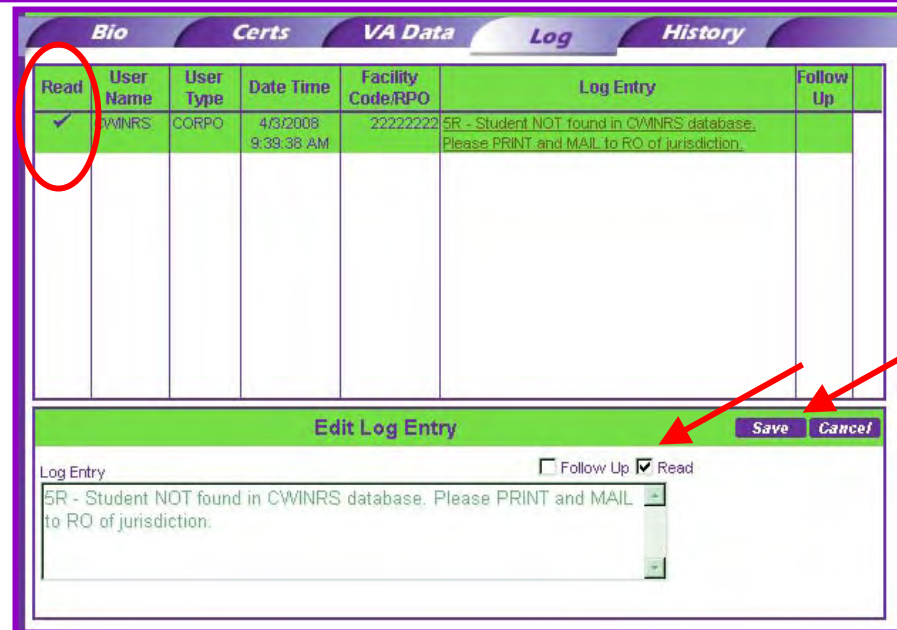 Bio Certs VA Data Log History
Read User Name User Type Date Time Facility Code/RPO Log Entry Follow Up
CWINRS CORPO 4/3/2008 9:39:38 AM 22222222 5R - Student NOT found in CWINRS database. Please PRINT and MAIL to RO of jurisdiction.
Edit Log Entry Save Cancel
Log Entry Follow Up Read
5R - Student NOT found in CWINRS database. Please PRINT and MAIL
to RO of jurisdiction.